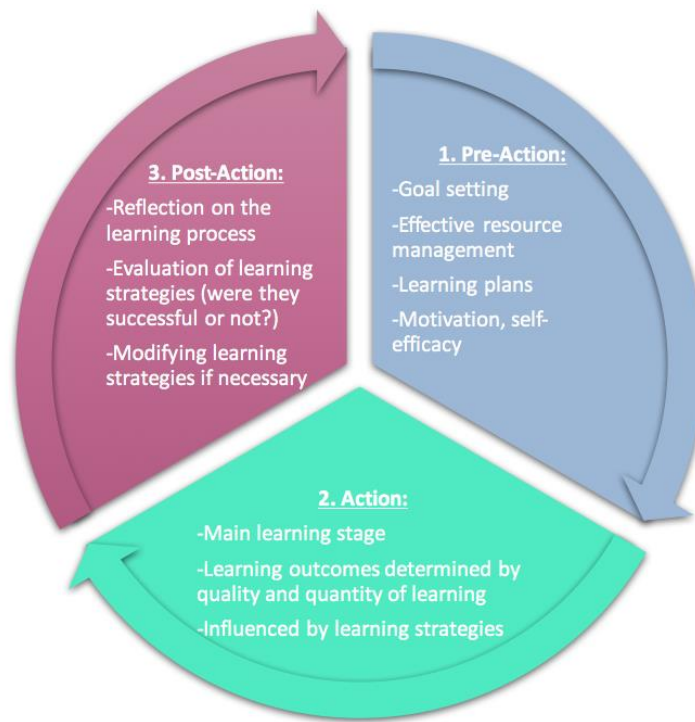 1. Pre-Action:
-Goal setting
-Effective resource
management
-Learning plans
-Motivation, self-
efficacy
2. Action:
-Main learning stage
-Learning outcomes determined by
quality and quantity of learning
-Influenced by learning strategies
3. Post-Action:
-Reflection on the
learning process
-Evaluation of learning
strategies (were they
successful or not?)
-Modifying learning
strategies if necessary